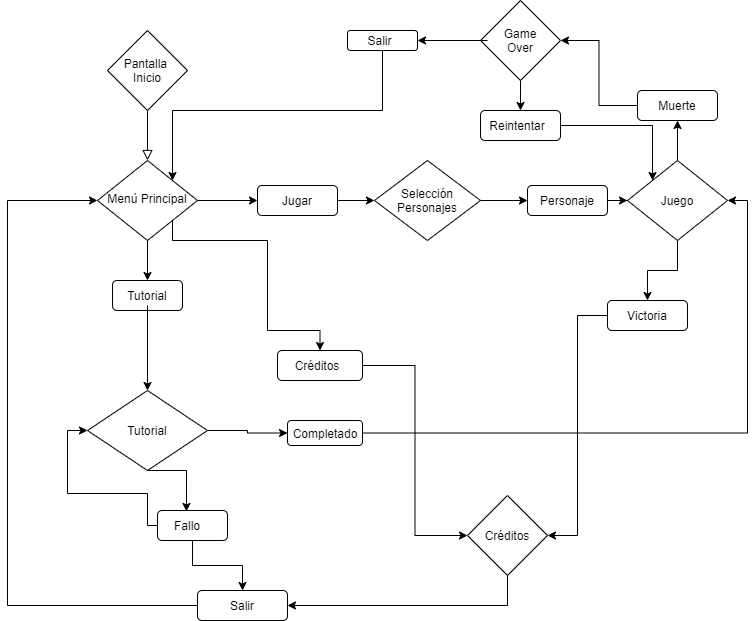 Game
Over
Salir
Pantalla
Inicio
Muerte
Reintentar
Menú Principal
Jugar
Selección
Personajes
Personaje
Juego
Tutorial
Victoria
Créditos
Tutorial
Completado
Fallo
Créditos
Salir